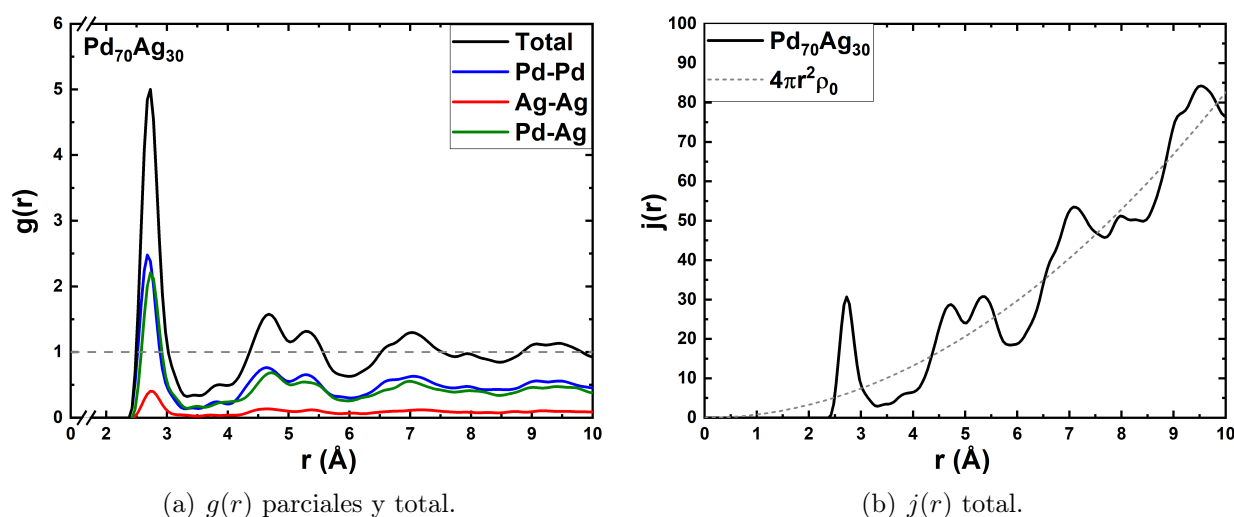 Pd70Ag30
Total
Pd-Pd
Ag-Ag
Pd-Ag
g(r)
6
5
4
3
2
1
0
0 2 3 4 5 6 7 8 9 10
r (Å)
(a) g(r) parciales y total.
Pd70Ag30
4πr²ρ0
j(r)
100
90
80
70
60
50
40
30
20
10
0
0 1 2 3 4 5 6 7 8 9 10
r (Å)
(b) j(r) total.